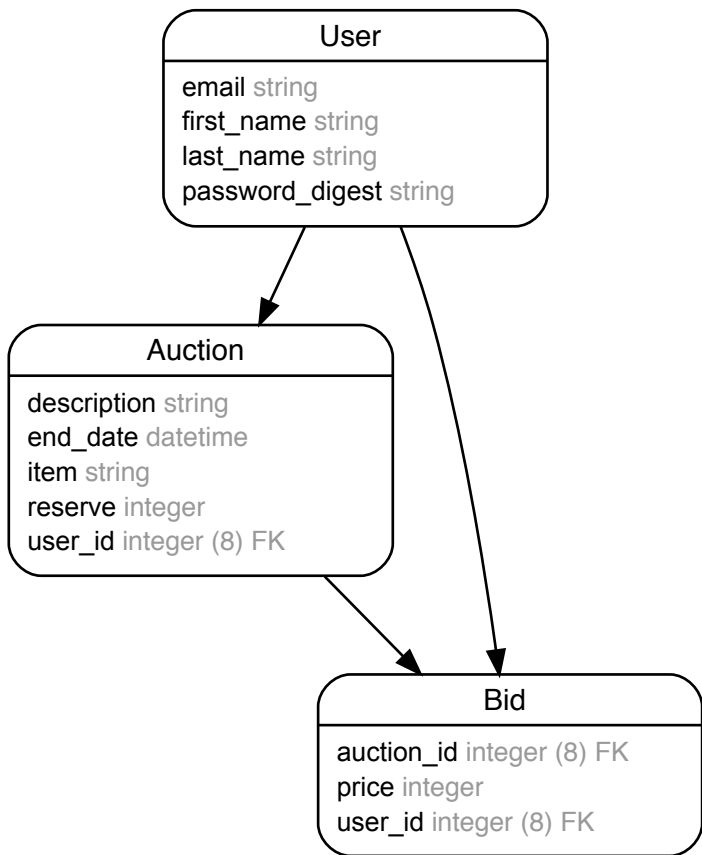 User
email string
first_name string
last_name string
password_digest string
Auction
description string
end_date datetime
item string
reserve integer
user_id integer (8) FK
Bid
auction_id integer (8) FK
price integer
user_id integer (8) FK